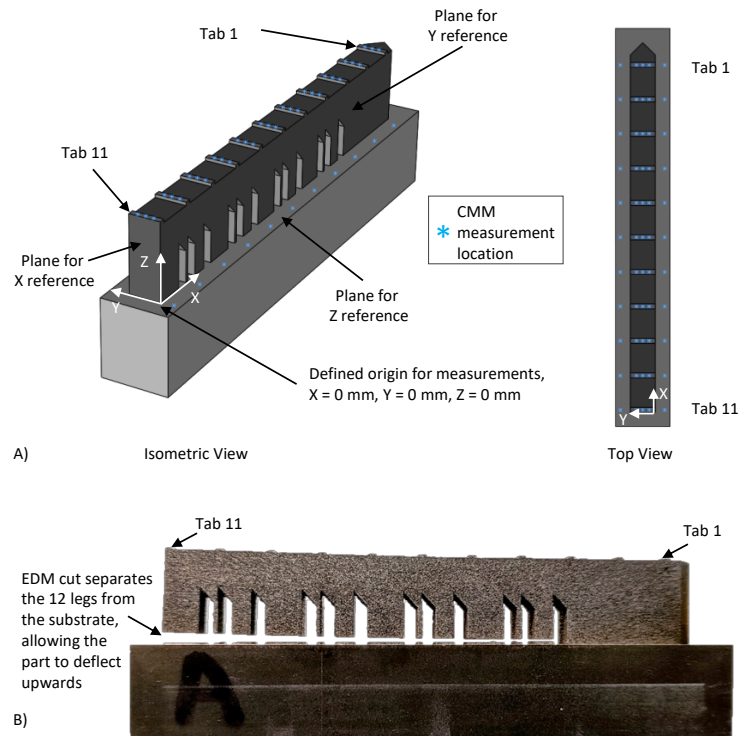 Tab 1
Plane for
Y reference
Tab 11
Plane for
X reference
Z
X
Y
Plane for
Z reference
Defined origin for measurements,
X = 0 mm, Y = 0 mm, Z = 0 mm
CMM
* measurement
location
Tab 1
X
Y
Tab 11
A)
Isometric View
Top View
Tab 11
Tab 1
EDM cut separates
the 12 legs from
the substrate,
allowing the
part to deflect
upwards
A
B)